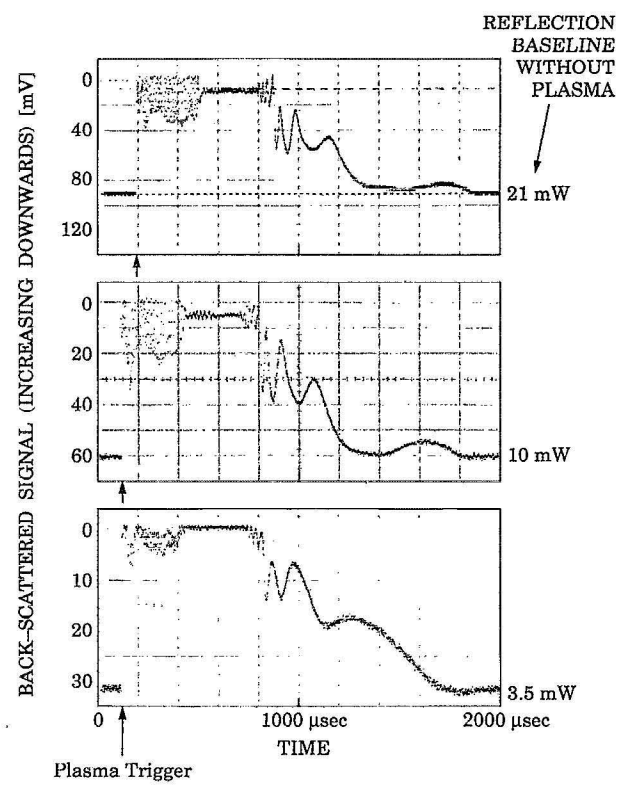 REFLECTION
BASELINE
WITHOUT
PLASMA
BACK–SCATTERED SIGNAL (INCREASING DOWNWARDS) [mV]
0
40
80
120
21 mW
0
20
40
60
10 mW
0
10
20
30
3.5 mW
0
1000 μsec
2000 μsec
TIME
Plasma Trigger